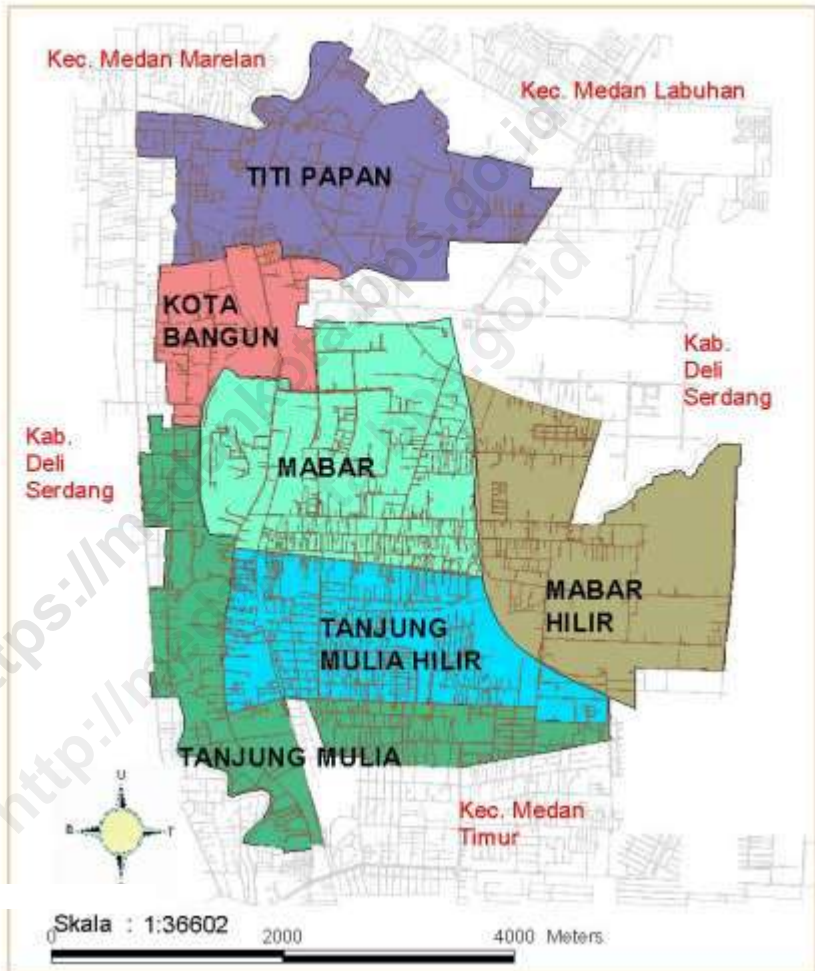 Kec. Medan Marelan
Kec. Medan Labuhan
TITI PAPAN
KOTA
BANGUN
Kab.
Deli
Serdang
Kab.
Deli
Serdang
MABAR
MABAR
HILIR
TANJUNG
MULIA HILIR
TANJUNG MULIA
Kec. Medan
Timur
U
B
T
Skala : 1:36602
0 2000 4000 Meters